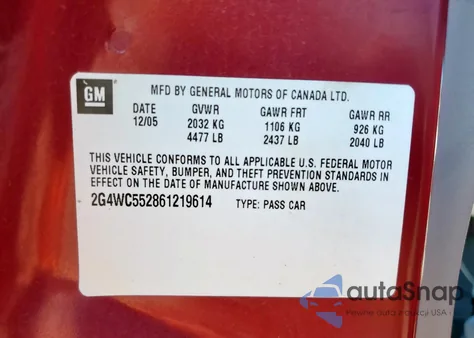 GM
MFD BY GENERAL MOTORS OF CANADA LTD.
DATE GVWR GAWR FRT GAWR RR
12/05 2032 KG 1106 KG 926 KG
4477 LB 2437 LB 2040 LB
THIS VEHICLE CONFORMS TO ALL APPLICABLE U.S. FEDERAL MOTOR
VEHICLE SAFETY, BUMPER, AND THEFT PREVENTION STANDARDS IN
EFFECT ON THE DATE OF MANUFACTURE SHOWN ABOVE.
2G4WC552861219614 TYPE: PASS CAR
autoSnap